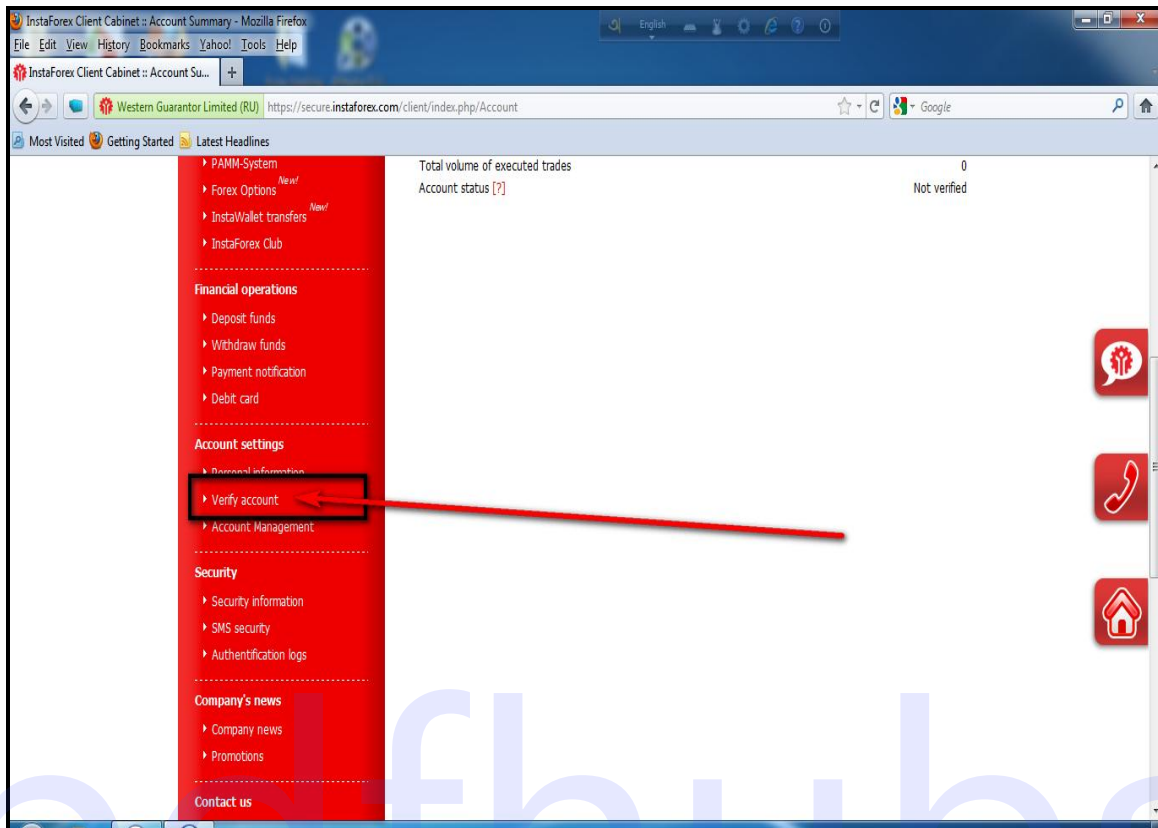 InstaForex Client Cabinet :: Account Summary - Mozilla Firefox
English
File Edit View History Bookmarks Yahoo! Tools Help
InstaForex Client Cabinet :: Account Su...
Western Guarantor Limited (RU) https://secure.instaforex.com/client/index.php/Account
Google
Most Visited Getting Started Latest Headlines
PAMM-System
Forex Options New!
InstaWallet transfers New!
InstaForex Club
Total volume of executed trades 0
Account status [?] Not verified
Financial operations
Deposit funds
Withdraw funds
Payment notification
Debit card
Account settings
Personal information
Verify account
Account Management
Security
Security information
SMS security
Authentification logs
Company's news
Company news
Promotions
Contact us